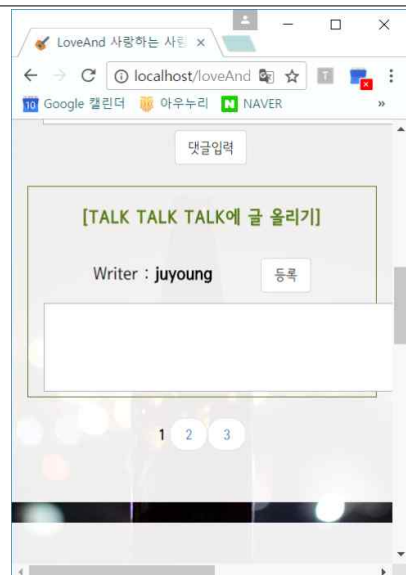 LoveAnd 사랑하는 사람
localhost/loveAnd
10 Google 캘린더 아우누리 N NAVER »
댓글입력
[TALK TALK TALK에 글 올리기]
Writer : juyoung 등록
1 2 3